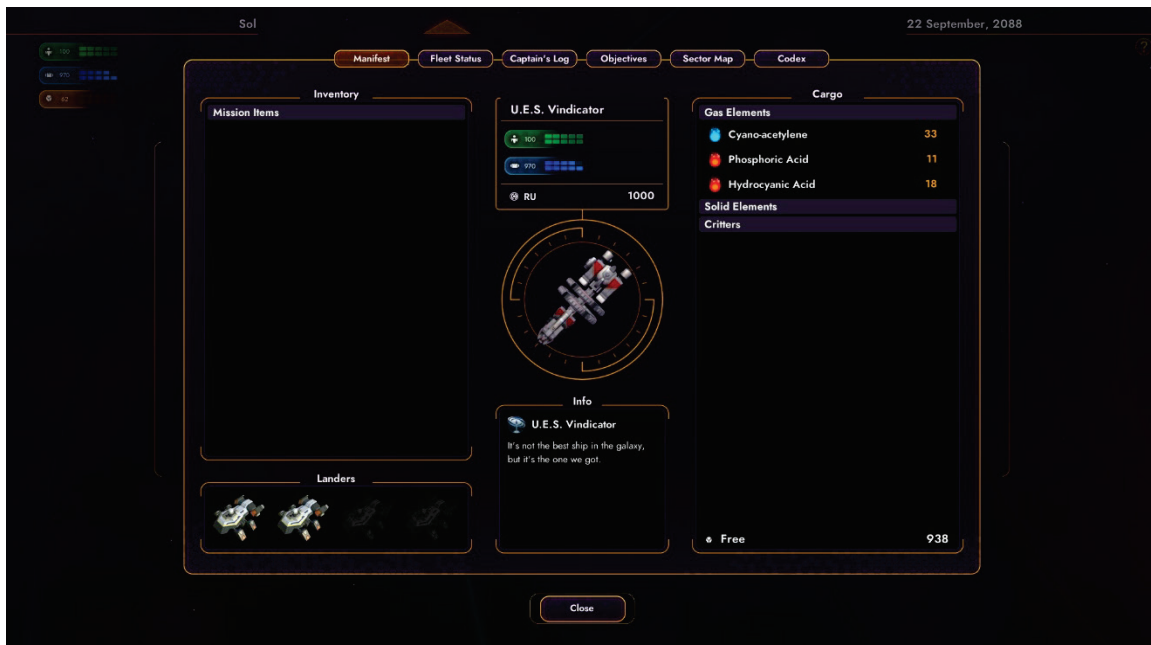 Sol
22 September, 2088
100
970
62
?
Manifest
Fleet Status
Captain's Log
Objectives
Sector Map
Codex
Inventory
Mission Items
Landers
U.E.S. Vindicator
100
970
RU 1000
Info
U.E.S. Vindicator
It's not the best ship in the galaxy,
but it's the one we got.
Cargo
Gas Elements
Cyano-acetylene 33
Phosphoric Acid 11
Hydrocyanic Acid 18
Solid Elements
Critters
Free 938
Close